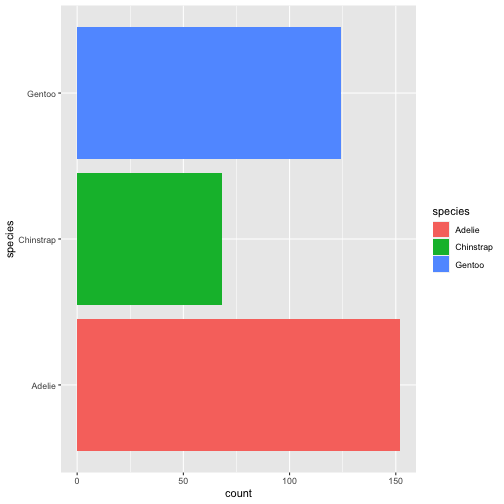 Gentoo
Chinstrap
Adelie
species
0 50 100 150
count
species
Adelie
Chinstrap
Gentoo